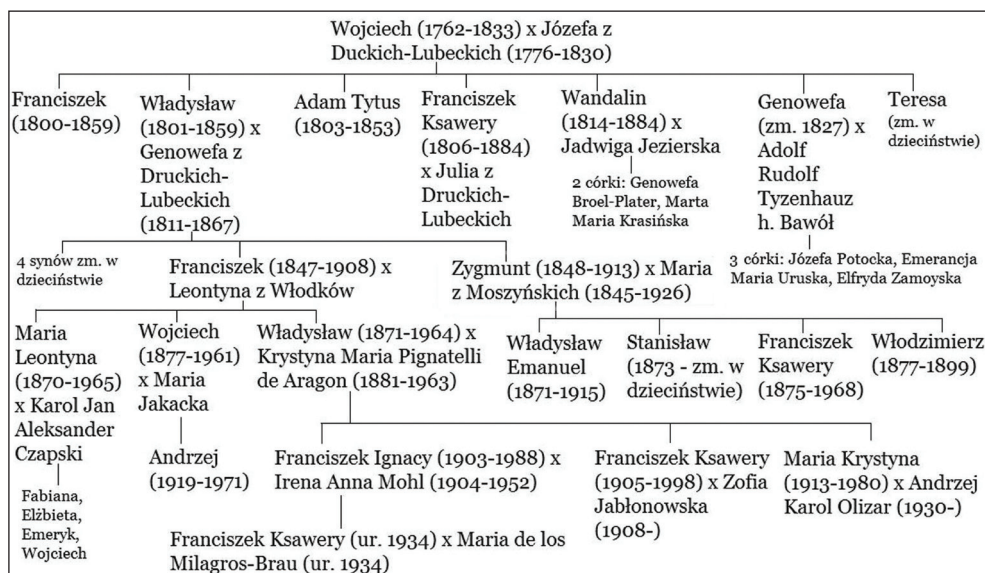 Wojciech (1762-1833) x Józefa z
Duckich-Lubeckich (1776-1830)
Franciszek
(1800-1859)
Władysław
(1801-1859) x
Genowefa z
Druckich-
Lubeckich
(1811-1867)
Adam Tytus
(1803-1853)
Franciszek
Ksawery
(1806-1884)
x Julia z
Druckich-
Lubeckich
Wandalin
(1814-1884) x
Jadwiga Jezierska
2 córki: Genowefa
Broel-Plater, Marta
Maria Krasińska
Genowefa
(zm. 1827) x
Adolf
Rudolf
Tyzenhauz
h. Bawół
3 córki: Józefa Potocka, Emerancja
Maria Uruska, Elfryda Zamoyska
Teresa
(zm. w
dzieciństwie)
4 synów zm. w
dzieciństwie
Franciszek (1847-1908) x
Leontyna z Włodków
Zygmunt (1848-1913) x Maria
z Moszyńskich (1845-1926)
Maria
Leontyna
(1870-1965)
x Karol Jan
Aleksander
Czapski
Fabiana,
Elżbieta,
Emeryk,
Wojciech
Wojciech
(1877-1961)
x Maria
Jakacka
Andrzej
(1919-1971)
Władysław (1871-1964) x
Krystyna Maria Pignatelli
de Aragon (1881-1963)
Władysław
Emanuel
(1871-1915)
Stanisław
(1873 - zm. w
dzieciństwie)
Franciszek
Ksawery
(1875-1968)
Włodzimierz
(1877-1899)
Franciszek Ignacy (1903-1988) x
Irena Anna Mohl (1904-1952)
Franciszek Ksawery
(1905-1998) x Zofia
Jabłonowska
(1908-)
Maria Krystyna
(1913-1980) x Andrzej
Karol Olizar (1930-)
Franciszek Ksawery (ur. 1934) x Maria de los
Milagros-Brau (ur. 1934)